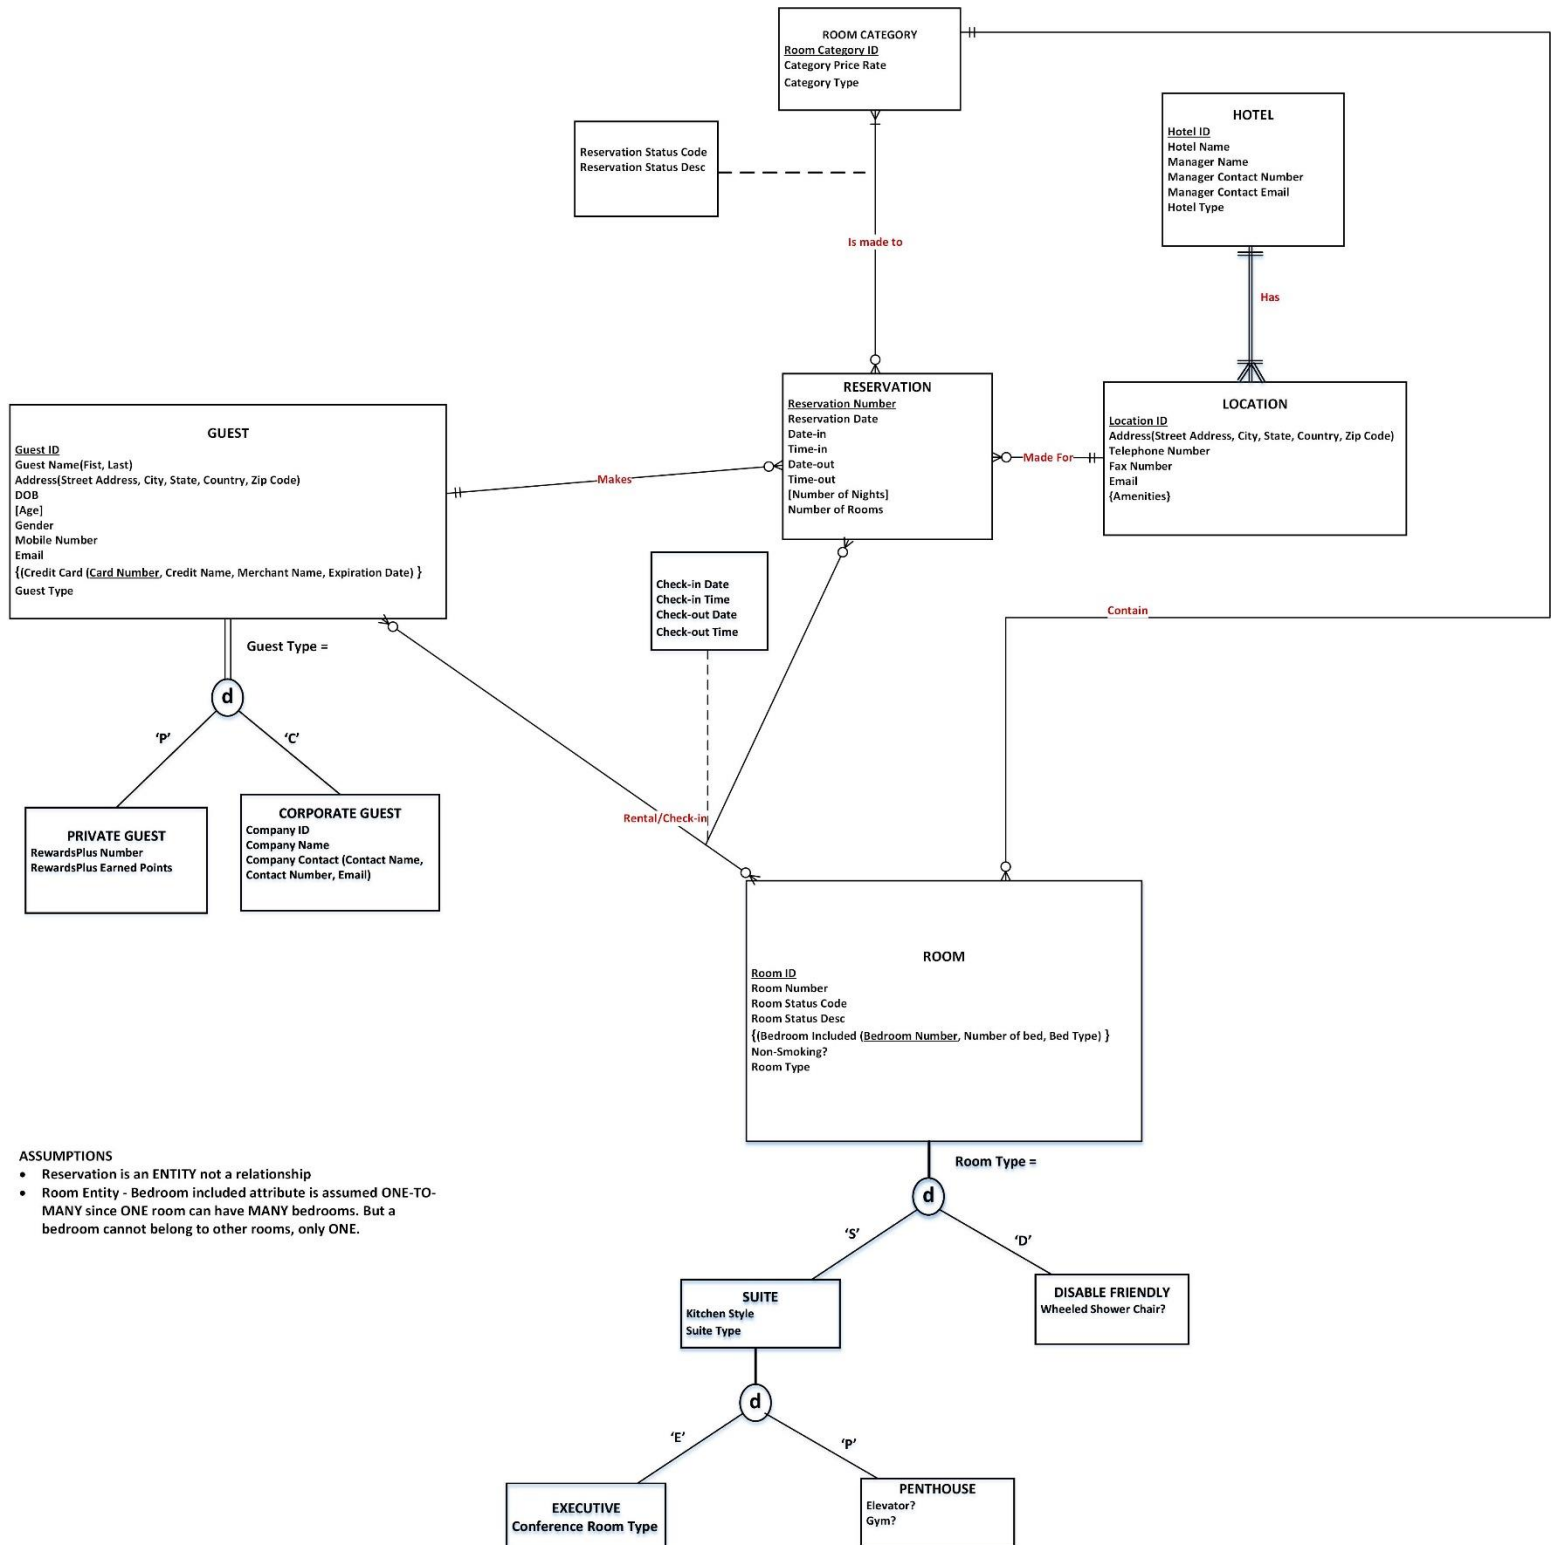 ROOM CATEGORY
Room Category ID
Category Price Rate
Category Type
HOTEL
Hotel ID
Hotel Name
Manager Name
Manager Contact Number
Manager Contact Email
Hotel Type
Reservation Status Code
Reservation Status Desc
Is made to
Has
RESERVATION
Reservation Number
Reservation Date
Date-in
Time-in
Date-out
Time-out
[Number of Nights]
Number of Rooms
LOCATION
Location ID
Address(Street Address, City, State, Country, Zip Code)
Telephone Number
Fax Number
Email
{Amenities}
Made For
GUEST
Guest ID
Guest Name(Fist, Last)
Address(Street Address, City, State, Country, Zip Code)
DOB
[Age]
Gender
Mobile Number
Email
{(Credit Card (Card Number, Credit Name, Merchant Name, Expiration Date) }
Guest Type
Makes
Check-in Date
Check-in Time
Check-out Date
Check-out Time
Contain
Guest Type =
d
‘P’
‘C’
PRIVATE GUEST
RewardsPlus Number
RewardsPlus Earned Points
CORPORATE GUEST
Company ID
Company Name
Company Contact (Contact Name,
Contact Number, Email)
Rental/Check-in
ROOM
Room ID
Room Number
Room Status Code
Room Status Desc
{(Bedroom Included (Bedroom Number, Number of bed, Bed Type) }
Non-Smoking?
Room Type
ASSUMPTIONS
• Reservation is an ENTITY not a relationship
• Room Entity - Bedroom included attribute is assumed ONE-TO-
MANY since ONE room can have MANY bedrooms. But a
bedroom cannot belong to other rooms, only ONE.
Room Type =
d
‘S’
‘D’
SUITE
Kitchen Style
Suite Type
DISABLE FRIENDLY
Wheeled Shower Chair?
d
‘E’
‘P’
EXECUTIVE
Conference Room Type
PENTHOUSE
Elevator?
Gym?